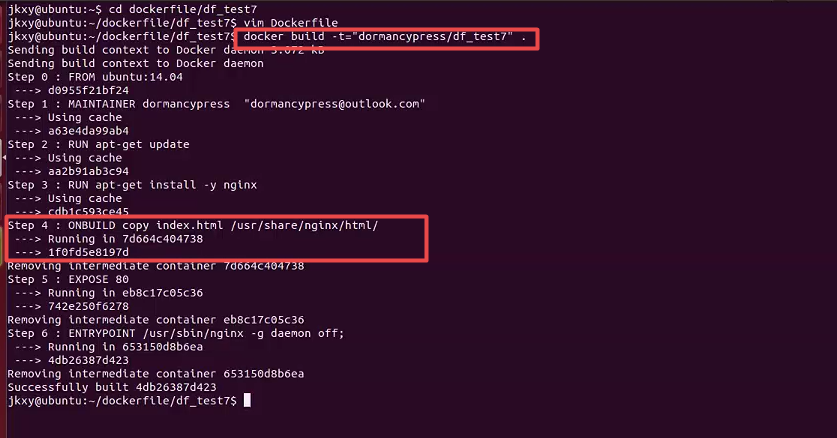 jkxy@ubuntu:~$ cd dockerfile/df_test7
jkxy@ubuntu:~/dockerfile/df_test7$ vim Dockerfile
jkxy@ubuntu:~/dockerfile/df_test7$ docker build -t="dormancypress/df_test7" .
Sending build context to Docker daemon 3.072 kB
Sending build context to Docker daemon
Step 0 : FROM ubuntu:14.04
---> d0955f21bf24
Step 1 : MAINTAINER dormancypress "dormancypress@outlook.com"
---> Using cache
---> a63e4da99ab4
Step 2 : RUN apt-get update
---> Using cache
---> aa2b91ab3c94
Step 3 : RUN apt-get install -y nginx
---> Using cache
---> cdb1c593ce45
Step 4 : ONBUILD copy index.html /usr/share/nginx/html/
---> Running in 7d664c404738
---> 1f0fd5e8197d
Removing intermediate container 7d664c404738
Step 5 : EXPOSE 80
---> Running in eb8c17c05c36
---> 742e250f6278
Removing intermediate container eb8c17c05c36
Step 6 : ENTRYPOINT /usr/sbin/nginx -g daemon off;
---> Running in 653150d8b6ea
---> 4db26387d423
Removing intermediate container 653150d8b6ea
Successfully built 4db26387d423
jkxy@ubuntu:~/dockerfile/df_test7$